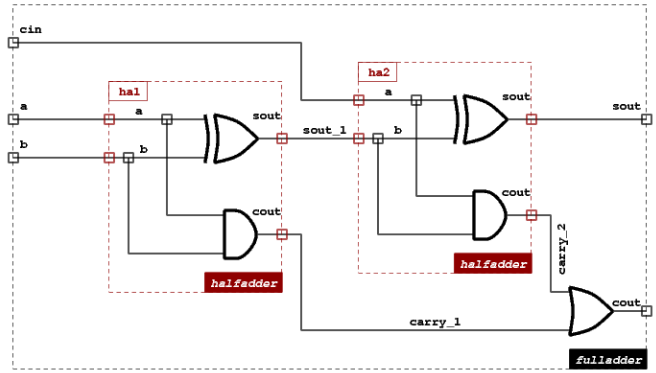 cin
ha2
a
sout
ha1
a
sout
a
sout
sout_1
b
b
b
cout
cout
carry_2
halfadder
halfadder
cout
carry_1
fulladder